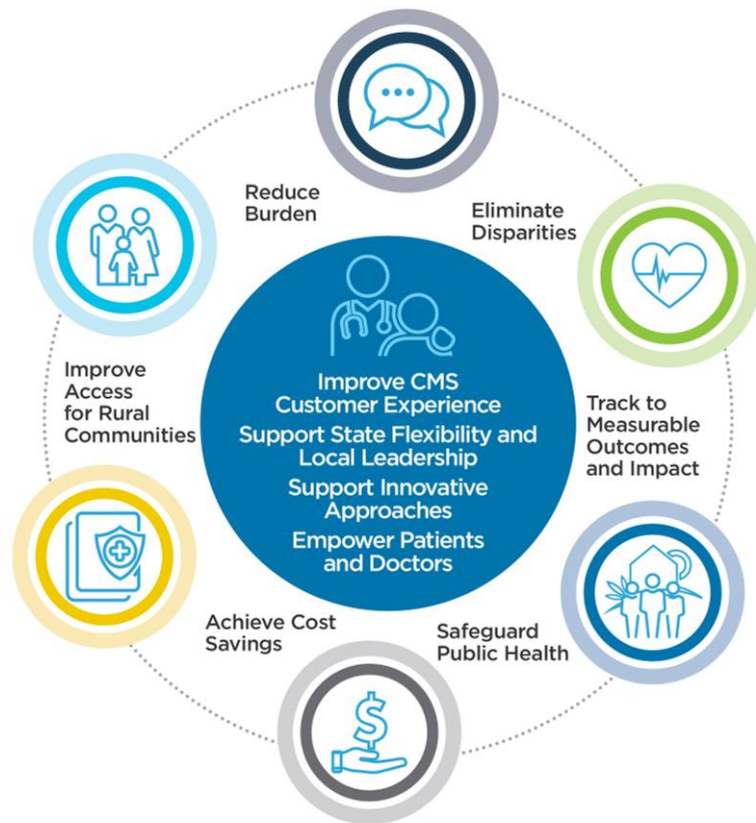 Reduce
Burden
Eliminate
Disparities
Improve
Access
for Rural
Communities
Improve CMS
Customer Experience
Support State Flexibility and
Local Leadership
Support Innovative
Approaches
Empower Patients
and Doctors
Track to
Measurable
Outcomes
and Impact
Achieve Cost
Savings
Safeguard
Public Health
$